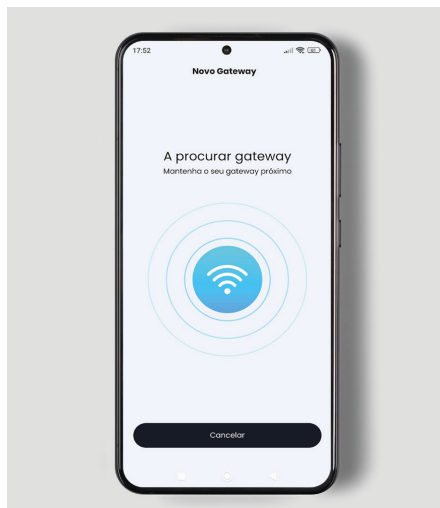 17:52
Novo Gateway
A procurar gateway
Mantenha o seu gateway próximo
Cancelar